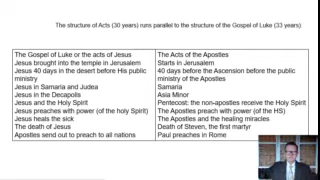 The structure of Acts (30 years) runs parallel to the structure of the Gospel of Luke (33 years)
The Gospel of Luke or the acts of Jesus
Jesus brought into the temple in Jerusalem
Jesus 40 days in the desert before His public
ministry
Jesus in Samaria and Judea
Jesus in the Decapolis
Jesus and the Holy Spirit
Jesus preaches with power (of the holy Spirit)
Jesus heals the sick
The death of Jesus
Apostles send out to preach to all nations
The Acts of the Apostles
Starts in Jerusalem
40 days before the Ascension before the public
ministry of the Apostles
Samaria
Asia Minor
Pentecost: the non-apostles receive the Holy Spirit
The Apostles preach with power (of the HS)
The Apostles and the healing miracles
Death of Steven, the first martyr
Paul preaches in Rome